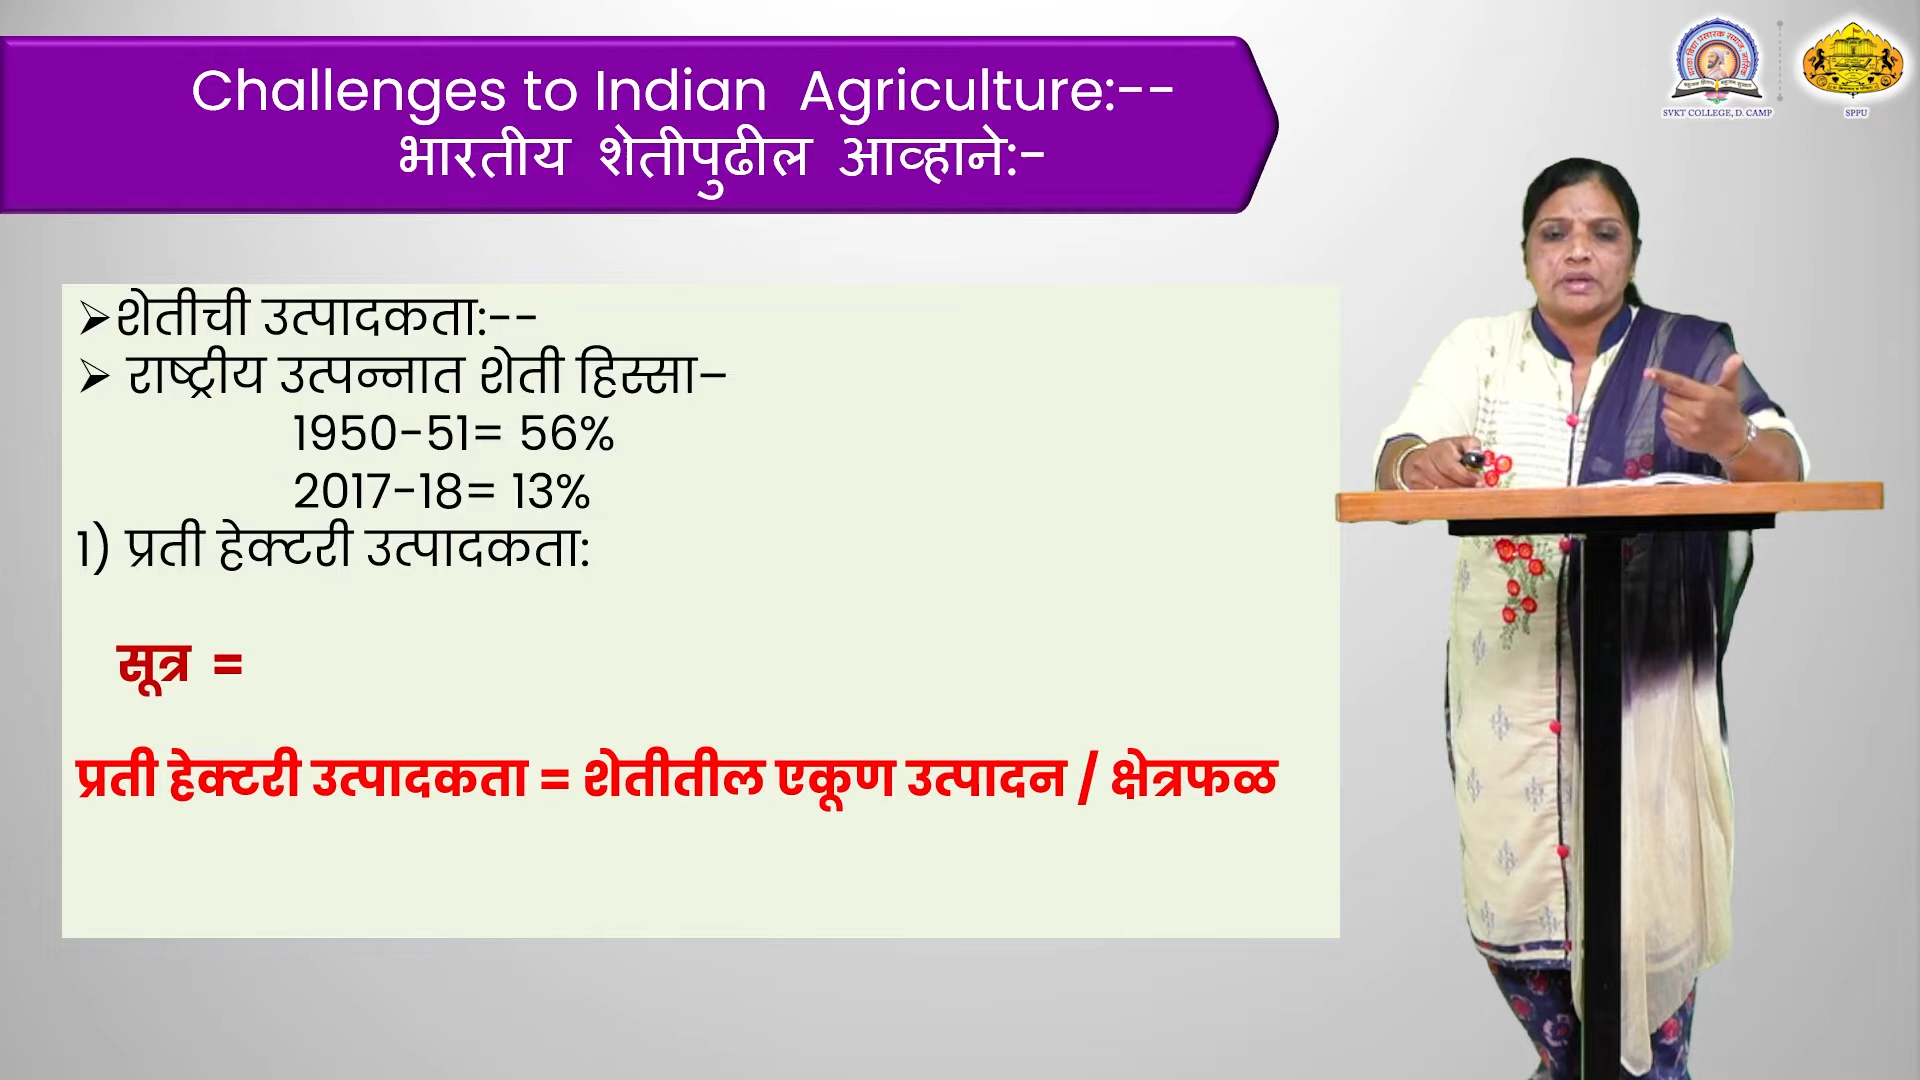 Challenges to Indian Agriculture:--
भारतीय शेतीपुढील आव्हाने:-
➢शेतीची उत्पादकता:--
➢ राष्ट्रीय उत्पन्नात शेती हिस्सा–
1950-51= 56%
2017-18= 13%
1) प्रती हेक्टरी उत्पादकता:
सूत्र =
प्रती हेक्टरी उत्पादकता = शेतीतील एकूण उत्पादन / क्षेत्रफळ
SVKT COLLEGE, D. CAMP
SPPU